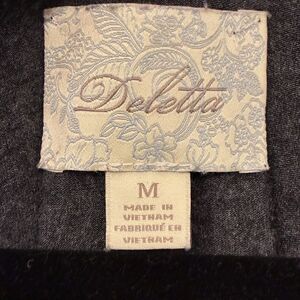 Deletta
M
MADE IN
VIETNAM
FABRIQUÉ EN
VIETNAM